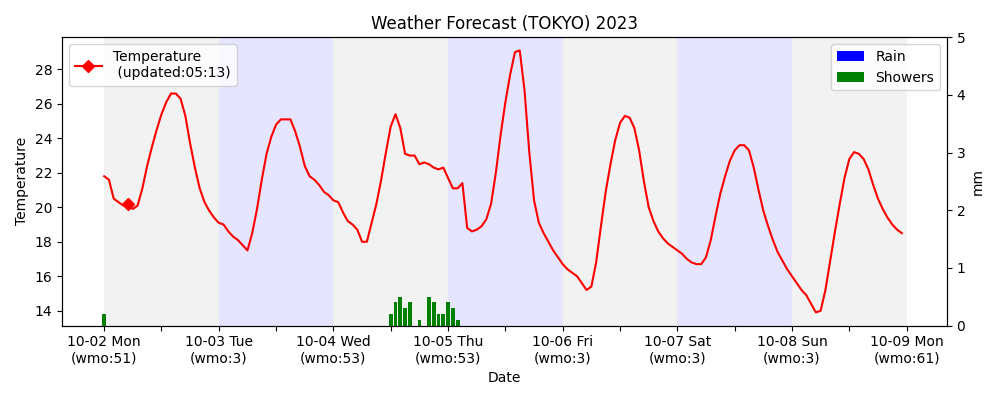 Weather Forecast (TOKYO) 2023
Temperature
(updated:05:13)
Rain
Showers
Temperature
28
26
24
22
20
18
16
14
5
4
3
2
1
0
mm
10-02 Mon 10-03 Tue 10-04 Wed 10-05 Thu 10-06 Fri 10-07 Sat 10-08 Sun 10-09 Mon
(wmo:51) (wmo:3) (wmo:53) (wmo:53) (wmo:3) (wmo:3) (wmo:3) (wmo:61)
Date